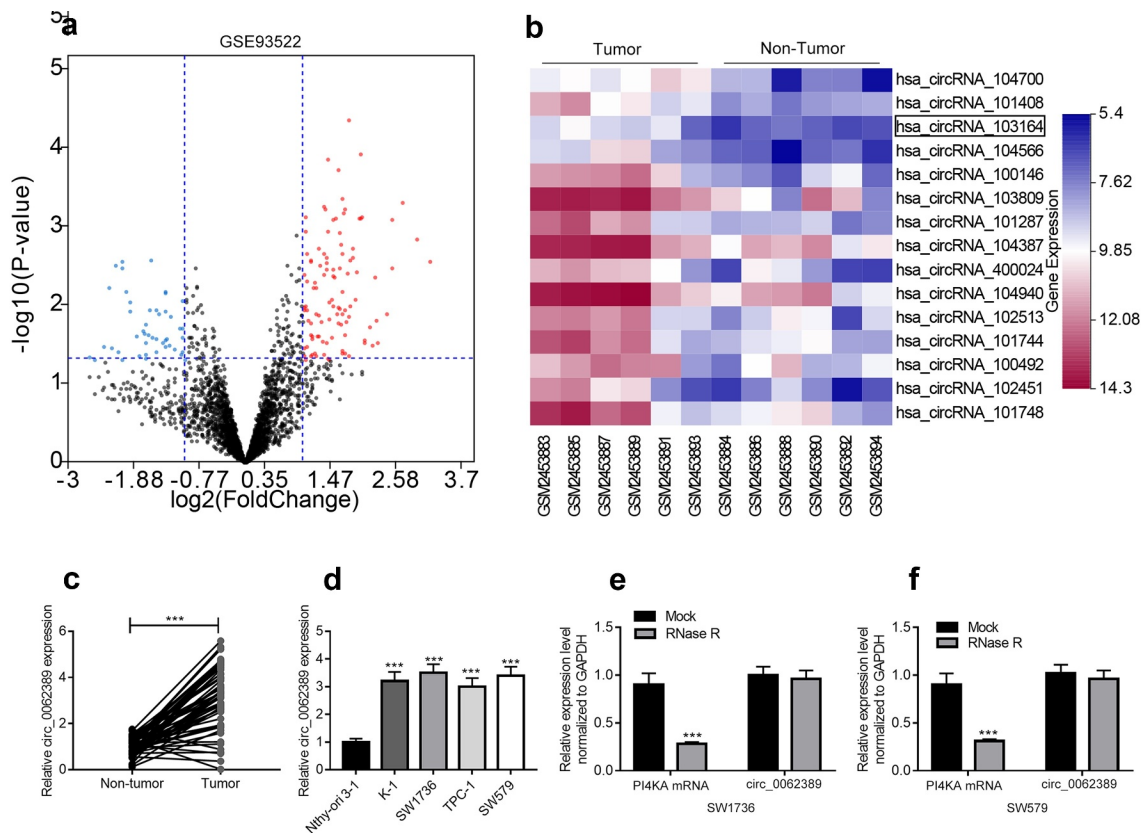 a
GSE93522
5
5
4
3
2
1
0
-log10(P-value)
-3 -1.88 -0.77 0.35 1.47 2.58 3.7
log2(FoldChange)
b
Tumor Non-Tumor
hsa_circRNA_104700
hsa_circRNA_101408
hsa_circRNA_103164
hsa_circRNA_104566
hsa_circRNA_100146
hsa_circRNA_103809
hsa_circRNA_101287
hsa_circRNA_104387
hsa_circRNA_400024
hsa_circRNA_104940
hsa_circRNA_102513
hsa_circRNA_101744
hsa_circRNA_100492
hsa_circRNA_102451
hsa_circRNA_101748
5.4
7.62
9.85
12.08
14.3
Gene Expression
GSM2453883
GSM2453885
GSM2453887
GSM2453889
GSM2453891
GSM2453893
GSM2453884
GSM2453886
GSM2453888
GSM2453890
GSM2453892
GSM2453894
c
Relative circ_0062389 expression
6
4
2
0
***
Non-tumor Tumor
d
Relative circ_0062389 expression
5
4
3
2
1
0
*** *** *** ***
Nthy-ori 3-1 K-1 SW1736 TPC-1 SW579
e
Mock
RNase R
Relative expression level
normalized to GAPDH
1.5
1.0
0.5
0.0
***
PI4KA mRNA circ_0062389
SW1736
f
Mock
RNase R
Relative expression level
normalized to GAPDH
1.5
1.0
0.5
0.0
***
PI4KA mRNA circ_0062389
SW579